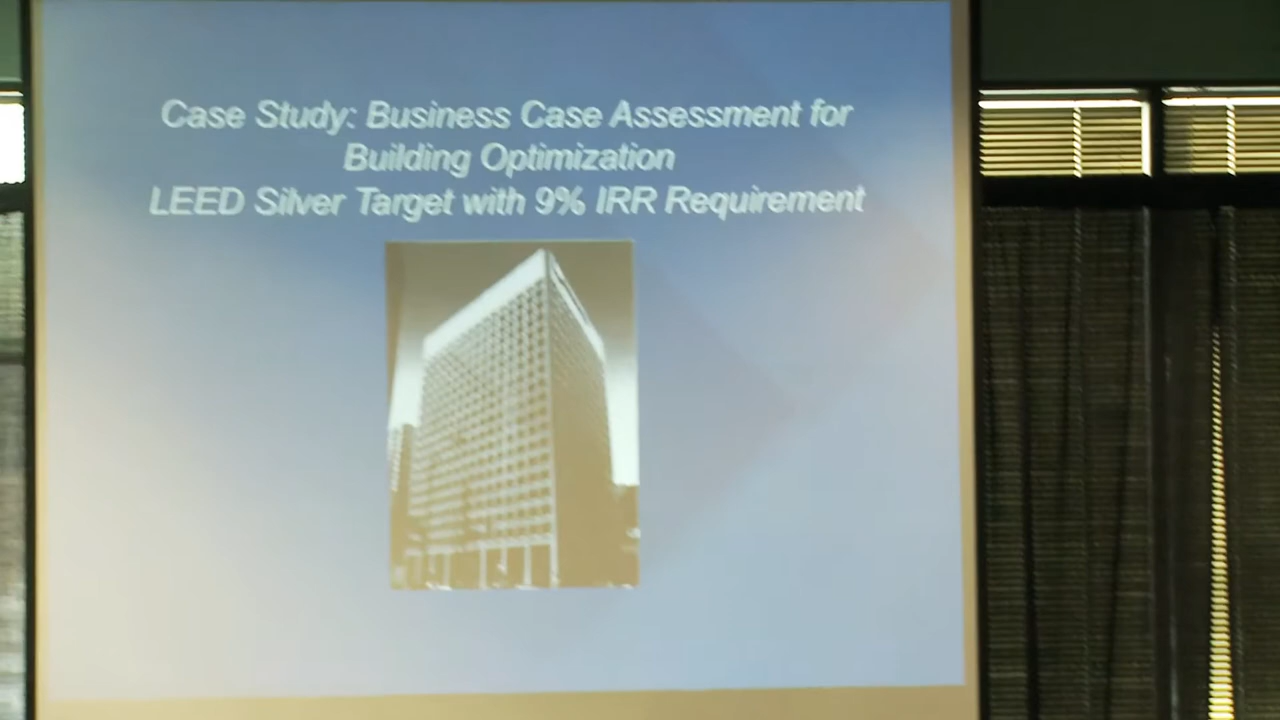 Case Study: Business Case Assessment for
Building Optimization
LEED Silver Target with 9% IRR Requirement